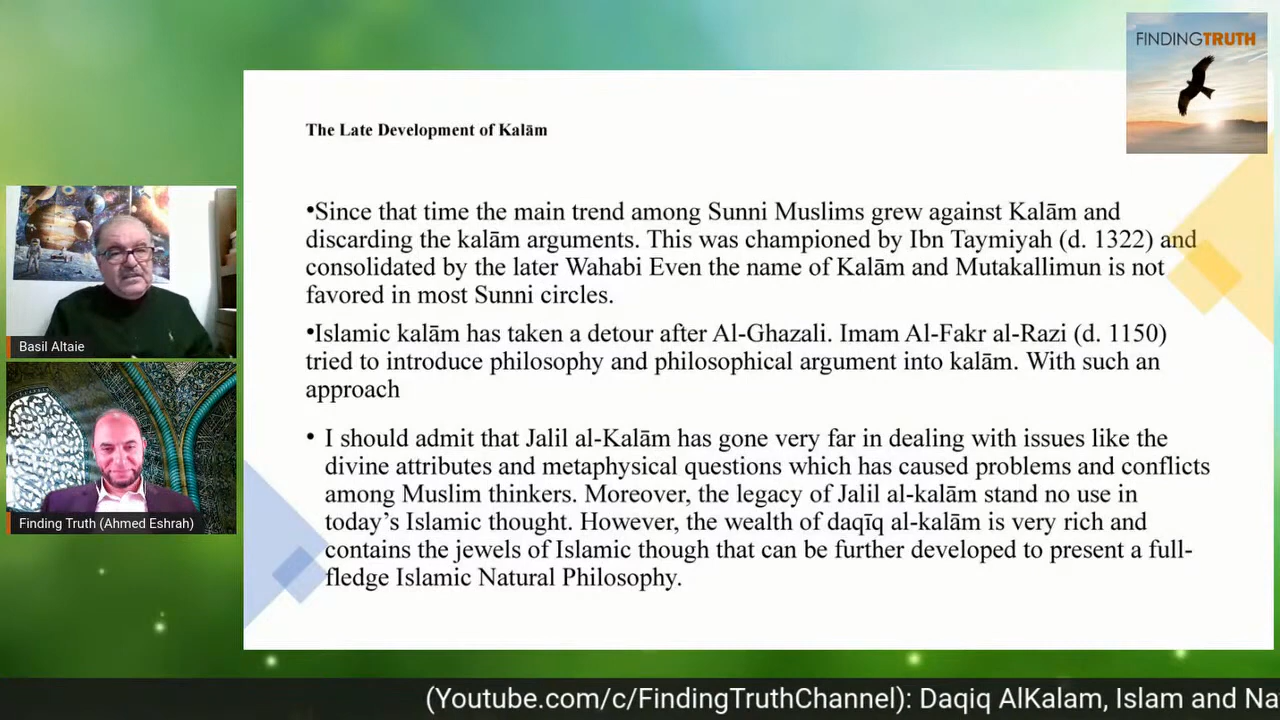 FINDINGTRUTH
The Late Development of Kalām
•Since that time the main trend among Sunni Muslims grew against Kalām and
discarding the kalām arguments. This was championed by Ibn Taymiyah (d. 1322) and
consolidated by the later Wahabi Even the name of Kalām and Mutakallimun is not
favored in most Sunni circles.
•Islamic kalām has taken a detour after Al-Ghazali. Imam Al-Fakr al-Razi (d. 1150)
tried to introduce philosophy and philosophical argument into kalām. With such an
approach
• I should admit that Jalil al-Kalām has gone very far in dealing with issues like the
divine attributes and metaphysical questions which has caused problems and conflicts
among Muslim thinkers. Moreover, the legacy of Jalil al-kalām stand no use in
today’s Islamic thought. However, the wealth of daqīq al-kalām is very rich and
contains the jewels of Islamic though that can be further developed to present a full-
fledge Islamic Natural Philosophy.
Basil Altaie
Finding Truth (Ahmed Eshrah)
(Youtube.com/c/FindingTruthChannel): Daqiq AlKalam, Islam and Na